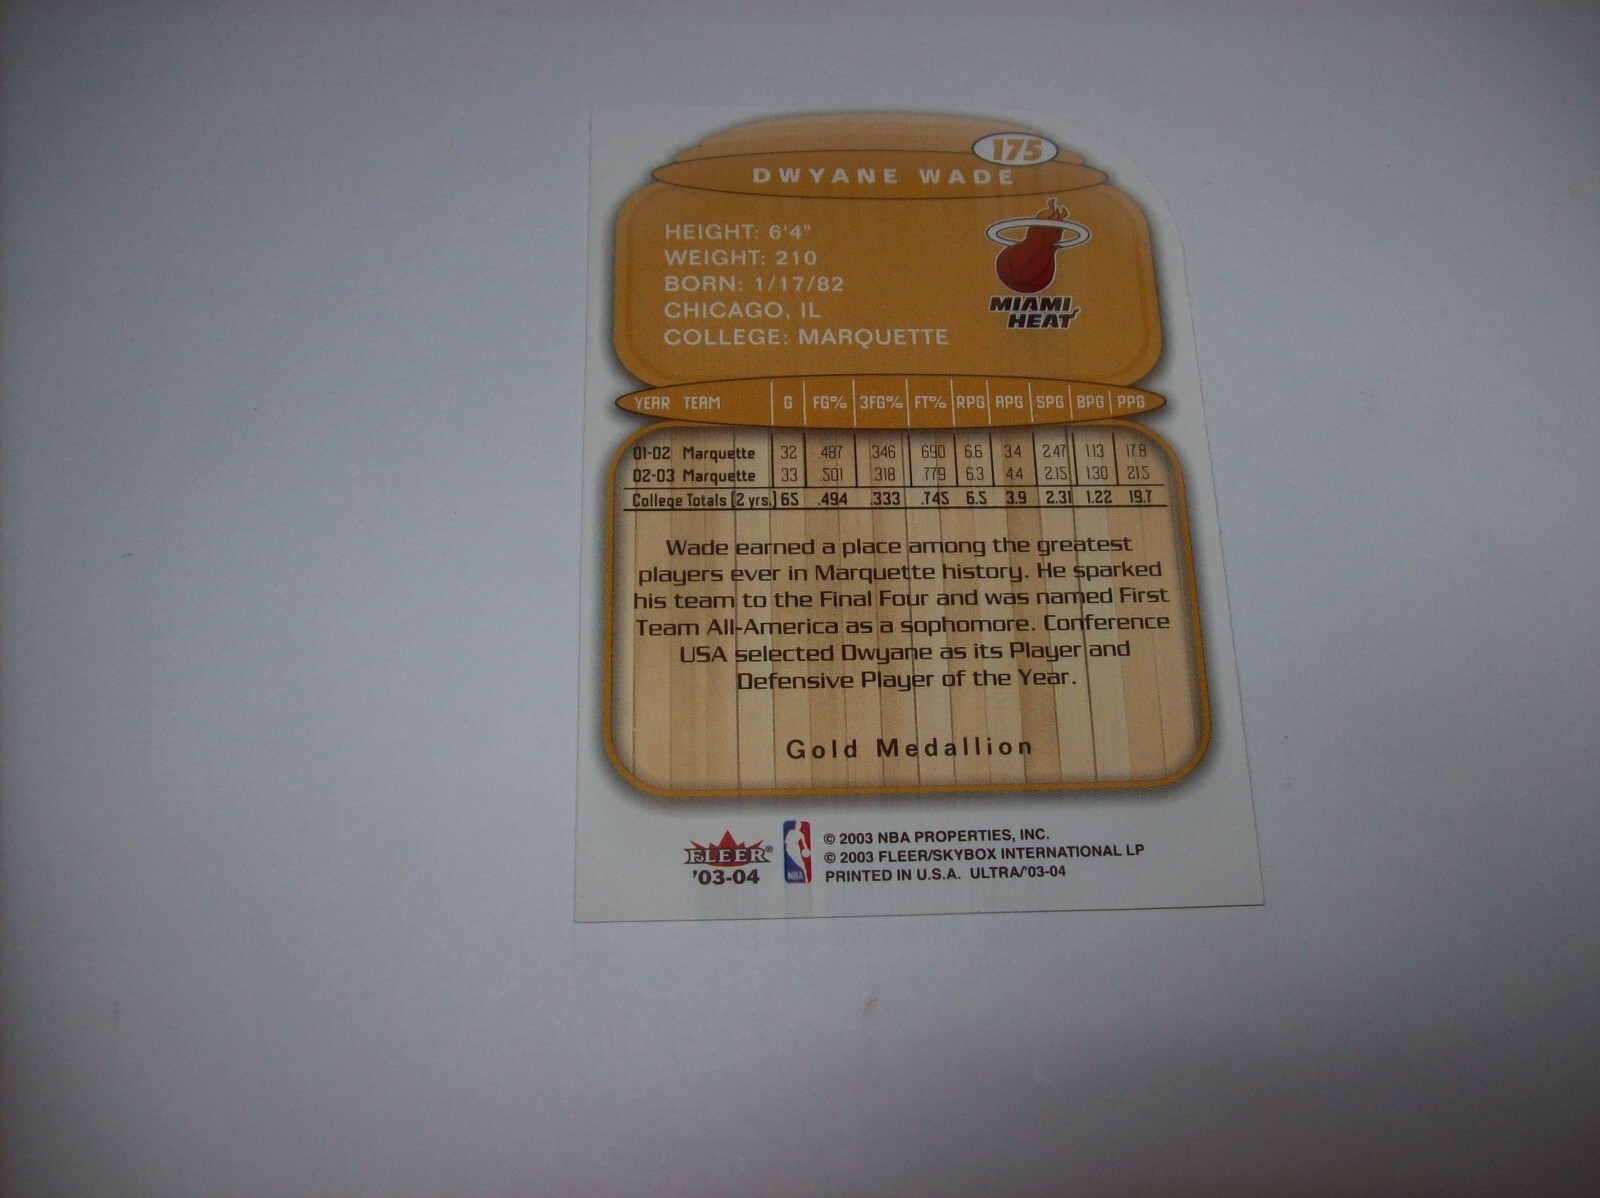 175
DWYANE WADE
HEIGHT: 6'4"
WEIGHT: 210
BORN: 1/17/82
CHICAGO, IL
COLLEGE: MARQUETTE
MIAMI
HEAT
YEAR TEAM G FG% 3FG% FT% RPG APG SPG BPG PPG
01-02 Marquette 32 .487 .346 .690 6.6 3.4 2.47 1.13 17.8
02-03 Marquette 33 .501 .318 .779 6.3 4.4 2.15 1.30 21.5
College Totals (2 yrs.) 65 .494 .333 .745 6.5 3.9 2.31 1.22 19.7
Wade earned a place among the greatest
players ever in Marquette history. He sparked
his team to the Final Four and was named First
Team All-America as a sophomore. Conference
USA selected Dwyane as its Player and
Defensive Player of the Year.
Gold Medallion
FLEER®
'03-04
NBA
© 2003 NBA PROPERTIES, INC.
© 2003 FLEER/SKYBOX INTERNATIONAL LP
PRINTED IN U.S.A. ULTRA/'03-04